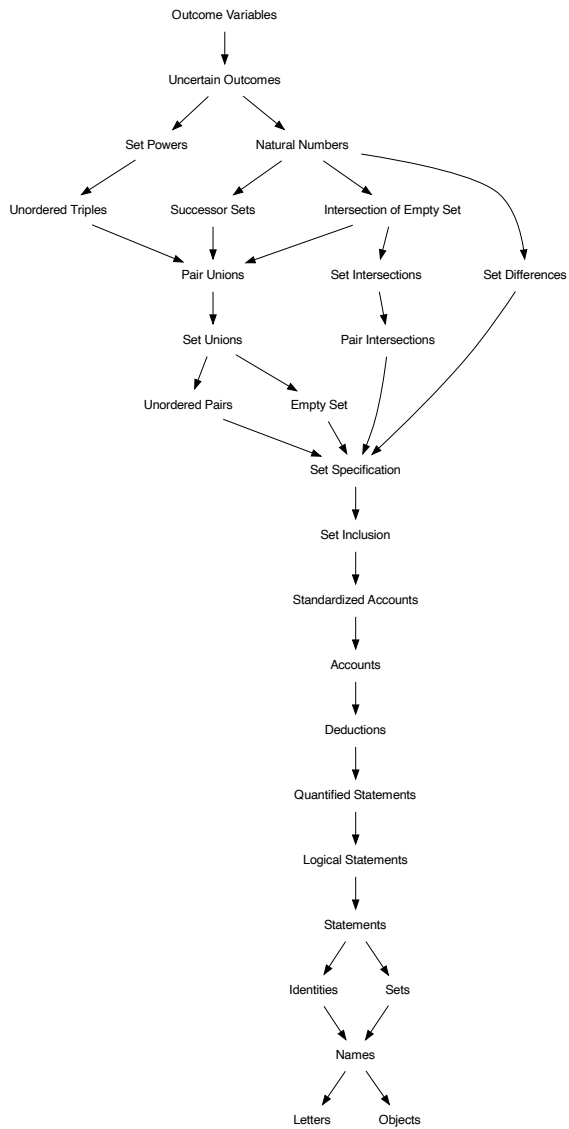 Outcome Variables
Uncertain Outcomes
Set Powers
Natural Numbers
Unordered Triples
Successor Sets
Intersection of Empty Set
Pair Unions
Set Intersections
Set Differences
Set Unions
Pair Intersections
Unordered Pairs
Empty Set
Set Specification
Set Inclusion
Standardized Accounts
Accounts
Deductions
Quantified Statements
Logical Statements
Statements
Identities
Sets
Names
Letters
Objects